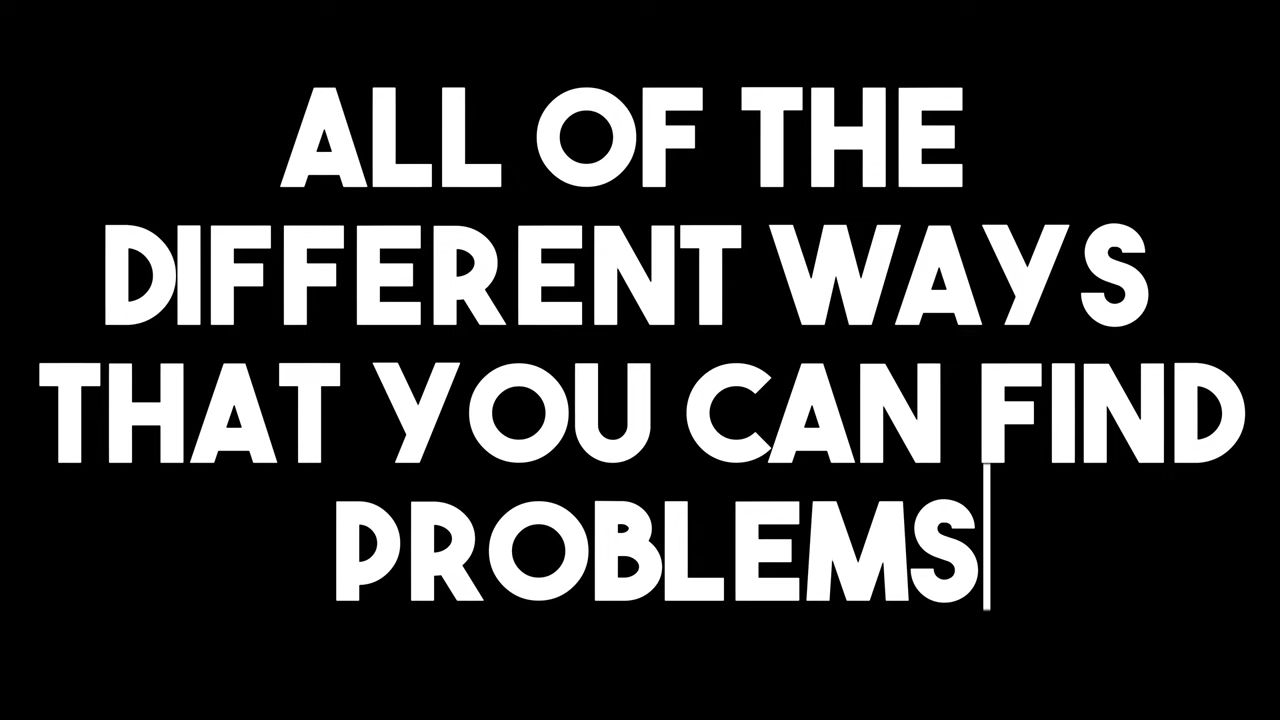 ALL OF THE
DIFFERENT WAYS
THAT YOU CAN FIND
PROBLEMS